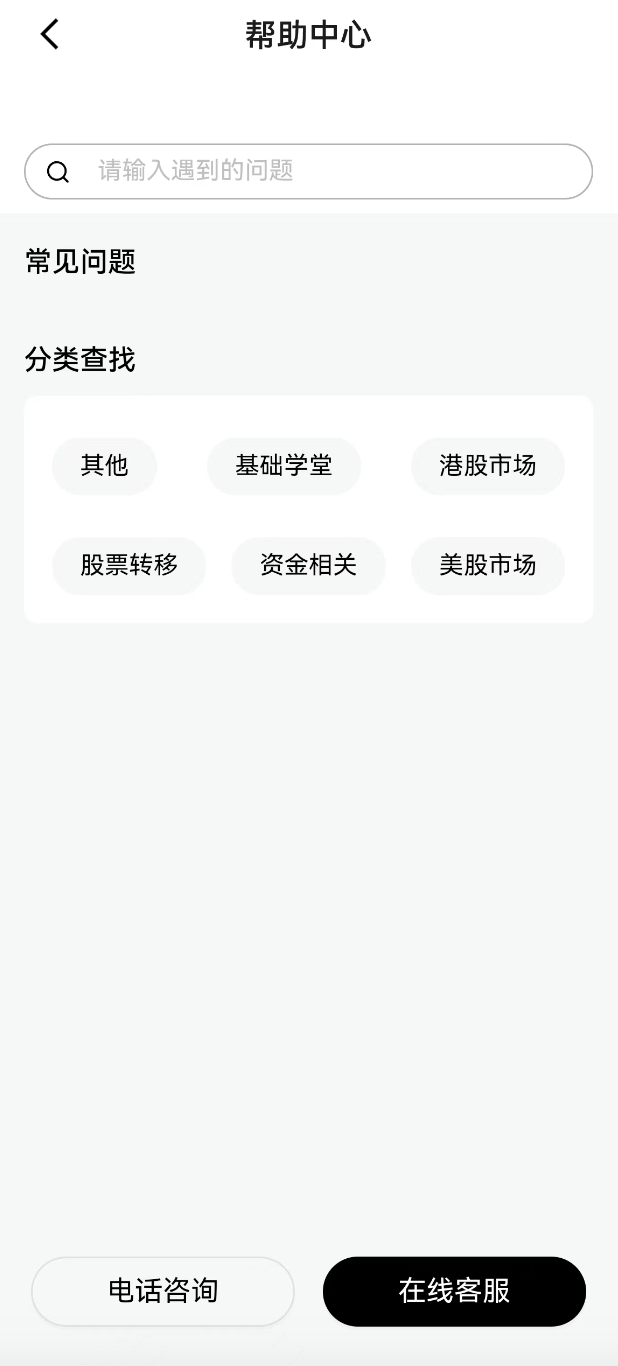 帮助中心
请输入遇到的问题
常见问题
分类查找
其他 基础学堂 港股市场
股票转移 资金相关 美股市场
电话咨询 在线客服